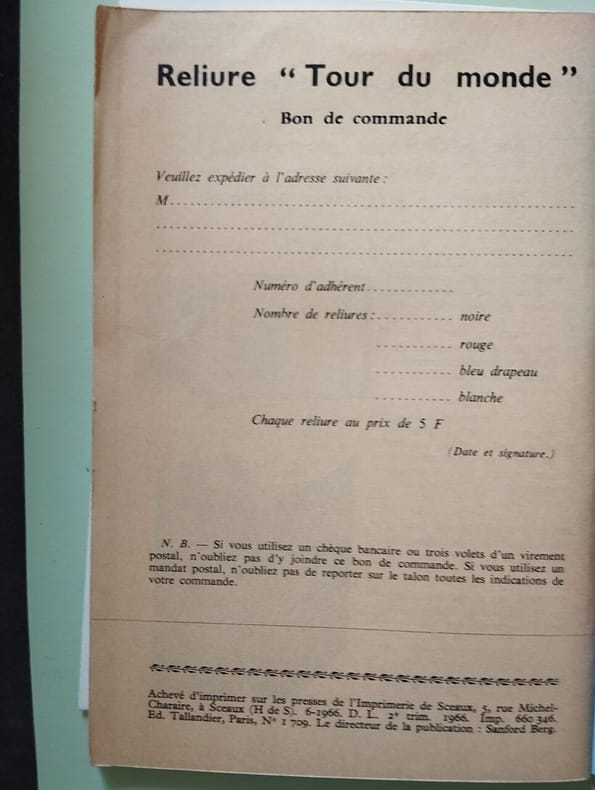 Reliure “ Tour du monde ”
Bon de commande
Veuillez expédier à l'adresse suivante :
M..............................................................
..............................................................
..............................................................
Numéro d'adhérent.............
Nombre de reliures :........... noire
........... rouge
........... bleu drapeau
........... blanche
Chaque reliure au prix de 5 F
(Date et signature.)
N. B. — Si vous utilisez un chèque bancaire ou trois volets d'un virement
postal, n'oubliez pas d'y joindre ce bon de commande. Si vous utilisez un
mandat postal, n'oubliez pas de reporter sur le talon toutes les indications de
votre commande.
Achevé d'imprimer sur les presses de l'Imprimerie de Sceaux, 5, rue Michel-
Charaire, à Sceaux (H de S). 6-1966. D. L. 2e trim. 1966. Imp. 660 346.
Ed. Tallandier, Paris, N° 1 709. Le directeur de la publication : Sanford Berg.